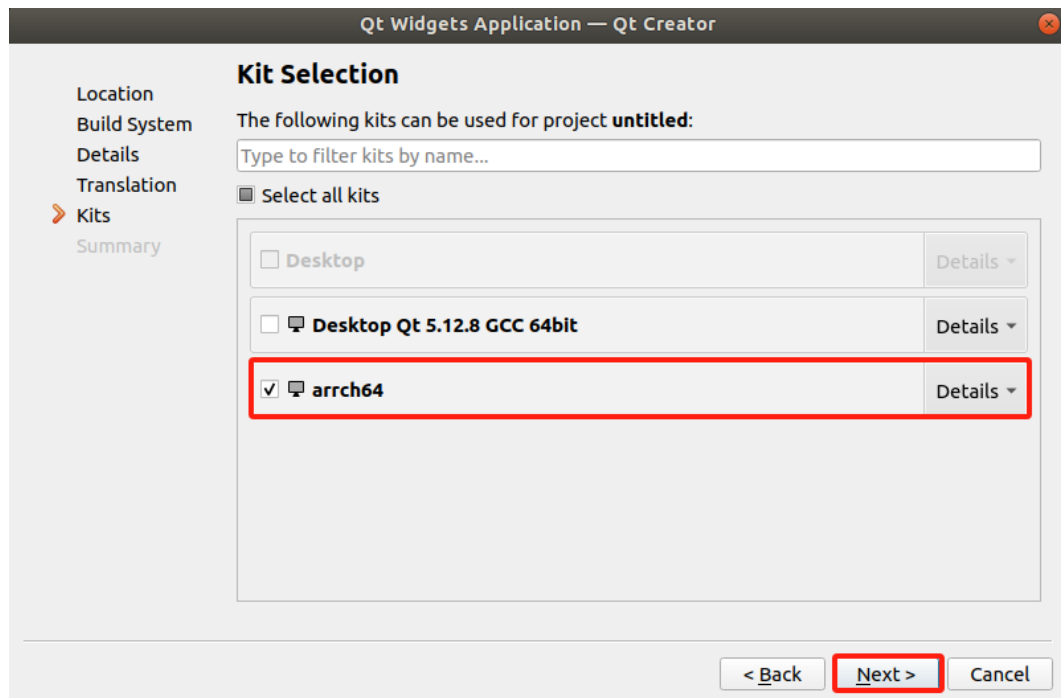 Qt Widgets Application — Qt Creator
Location
Build System
Details
Translation
Kits
Summary
Kit Selection
The following kits can be used for project untitled:
Type to filter kits by name...
Select all kits
Desktop
Details
Desktop Qt 5.12.8 GCC 64bit
Details
arrch64
Details
< Back
Next >
Cancel